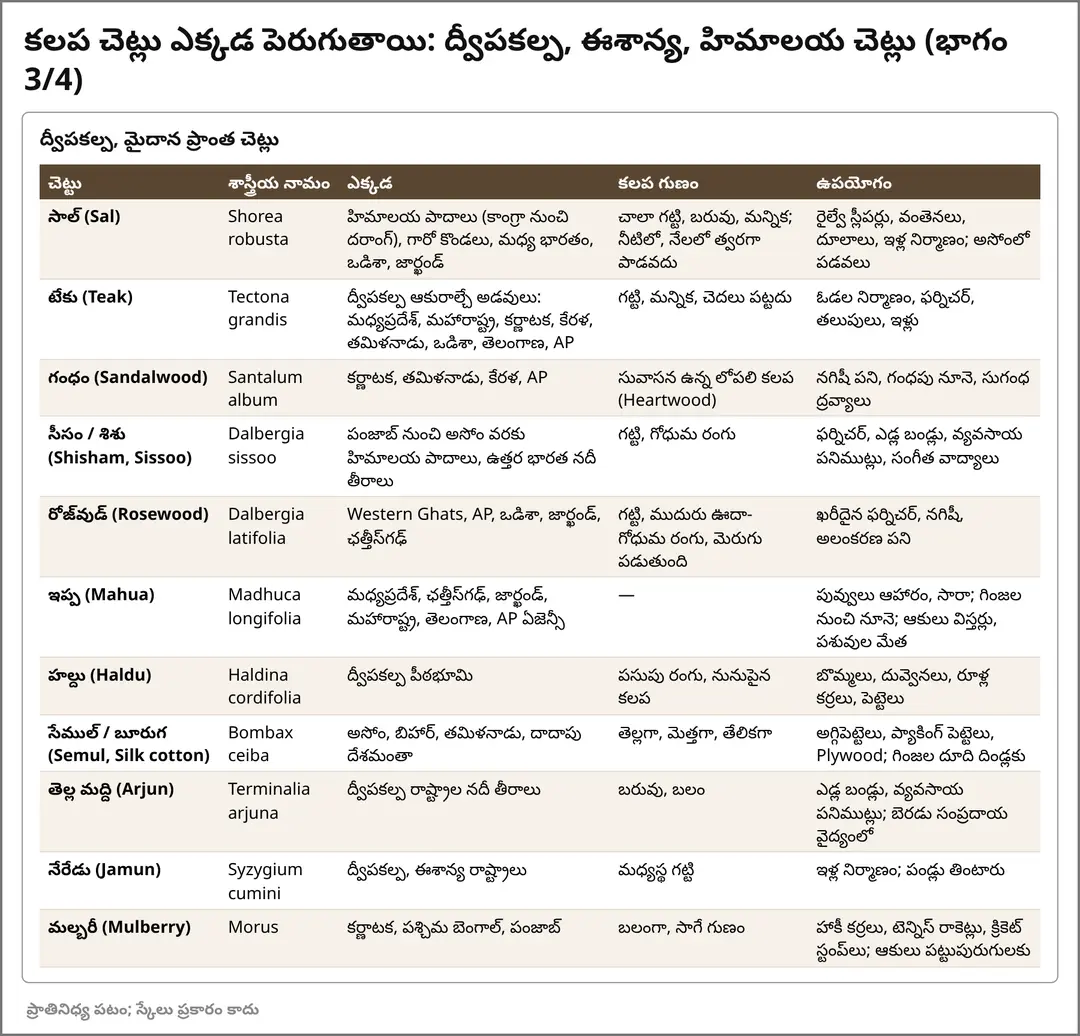 కలప చెట్లు ఎక్కడ పెరుగుతాయి: ద్వీపకల్ప, ఈశాన్య, హిమాలయ చెట్లు (భాగం
3/4)
ద్వీపకల్ప, మైదాన ప్రాంత చెట్లు
చెట్టు శాస్త్రీయ నామం ఎక్కడ కలప గుణం ఉపయోగం
సాల్ (Sal) Shorea హిమాలయ పాదాలు (కాంగ్రా నుంచి చాలా గట్టి, బరువు, మన్నిక; రైల్వే స్లీపర్లు, వంతెనలు,
robusta దరాంగ్), గారో కొండలు, మధ్య భారతం, నీటిలో, నేలలో త్వరగా దూలాలు, ఇళ్ల నిర్మాణం; అసోంలో
ఒడిశా, జార్ఖండ్ పాడవదు పడవలు
టేకు (Teak) Tectona ద్వీపకల్ప ఆకురాల్చే అడవులు: గట్టి, మన్నిక, చెదలు పట్టదు ఓడల నిర్మాణం, ఫర్నిచర్,
grandis మధ్యప్రదేశ్, మహారాష్ట్ర, కర్ణాటక, కేరళ, తలుపులు, ఇళ్లు
తమిళనాడు, ఒడిశా, తెలంగాణ, AP
గంధం (Sandalwood) Santalum కర్ణాటక, తమిళనాడు, కేరళ, AP సువాసన ఉన్న లోపలి కలప నగిషీ పని, గంధపు నూనె, సుగంధ
album (Heartwood) ద్రవ్యాలు
సీసం / శిశు Dalbergia పంజాబ్ నుంచి అసోం వరకు గట్టి, గోధుమ రంగు ఫర్నిచర్, ఎడ్ల బండ్లు, వ్యవసాయ
(Shisham, Sissoo) sissoo హిమాలయ పాదాలు, ఉత్తర భారత నదీ పనిముట్లు, సంగీత వాద్యాలు
తీరాలు
రోజ్‌వుడ్ (Rosewood) Dalbergia Western Ghats, AP, ఒడిశా, జార్ఖండ్, గట్టి, ముదురు ఊదా- ఖరీదైన ఫర్నిచర్, నగిషీ,
latifolia ఛత్తీస్‌గఢ్ గోధుమ రంగు, మెరుగు అలంకరణ పని
పడుతుంది
ఇప్ప (Mahua) Madhuca మధ్యప్రదేశ్, ఛత్తీస్‌గఢ్, జార్ఖండ్, — పువ్వులు ఆహారం, సారా; గింజల
longifolia మహారాష్ట్ర, తెలంగాణ, AP ఏజెన్సీ నుంచి నూనె; ఆకులు విస్తర్లు,
పశువుల మేత
హల్దు (Haldu) Haldina ద్వీపకల్ప పీఠభూమి పసుపు రంగు, నునుపైన బొమ్మలు, దువ్వెనలు, రూళ్ల
cordifolia కలప కర్రలు, పెట్టెలు
సేముల్ / బూరుగ Bombax అసోం, బిహార్, తమిళనాడు, దాదాపు తెల్లగా, మెత్తగా, తేలికగా అగ్గిపెట్టెలు, ప్యాకింగ్ పెట్టెలు,
(Semul, Silk cotton) ceiba దేశమంతా Plywood; గింజల దూది దిండ్లకు
తెల్ల మద్ది (Arjun) Terminalia ద్వీపకల్ప రాష్ట్రాల నదీ తీరాలు బరువు, బలం ఎడ్ల బండ్లు, వ్యవసాయ
arjuna పనిముట్లు; బెరడు సంప్రదాయ
వైద్యంలో
నేరేడు (Jamun) Syzygium ద్వీపకల్ప, ఈశాన్య రాష్ట్రాలు మధ్యస్థ గట్టి ఇళ్ల నిర్మాణం; పండ్లు తింటారు
cumini
మల్బరీ (Mulberry) Morus కర్ణాటక, పశ్చిమ బెంగాల్, పంజాబ్ బలంగా, సాగే గుణం హాకీ కర్రలు, టెన్నిస్ రాకెట్లు, క్రికెట్
స్టంప్‌లు; ఆకులు పట్టుపురుగులకు
ప్రాతినిధ్య పటం; స్కేలు ప్రకారం కాదు